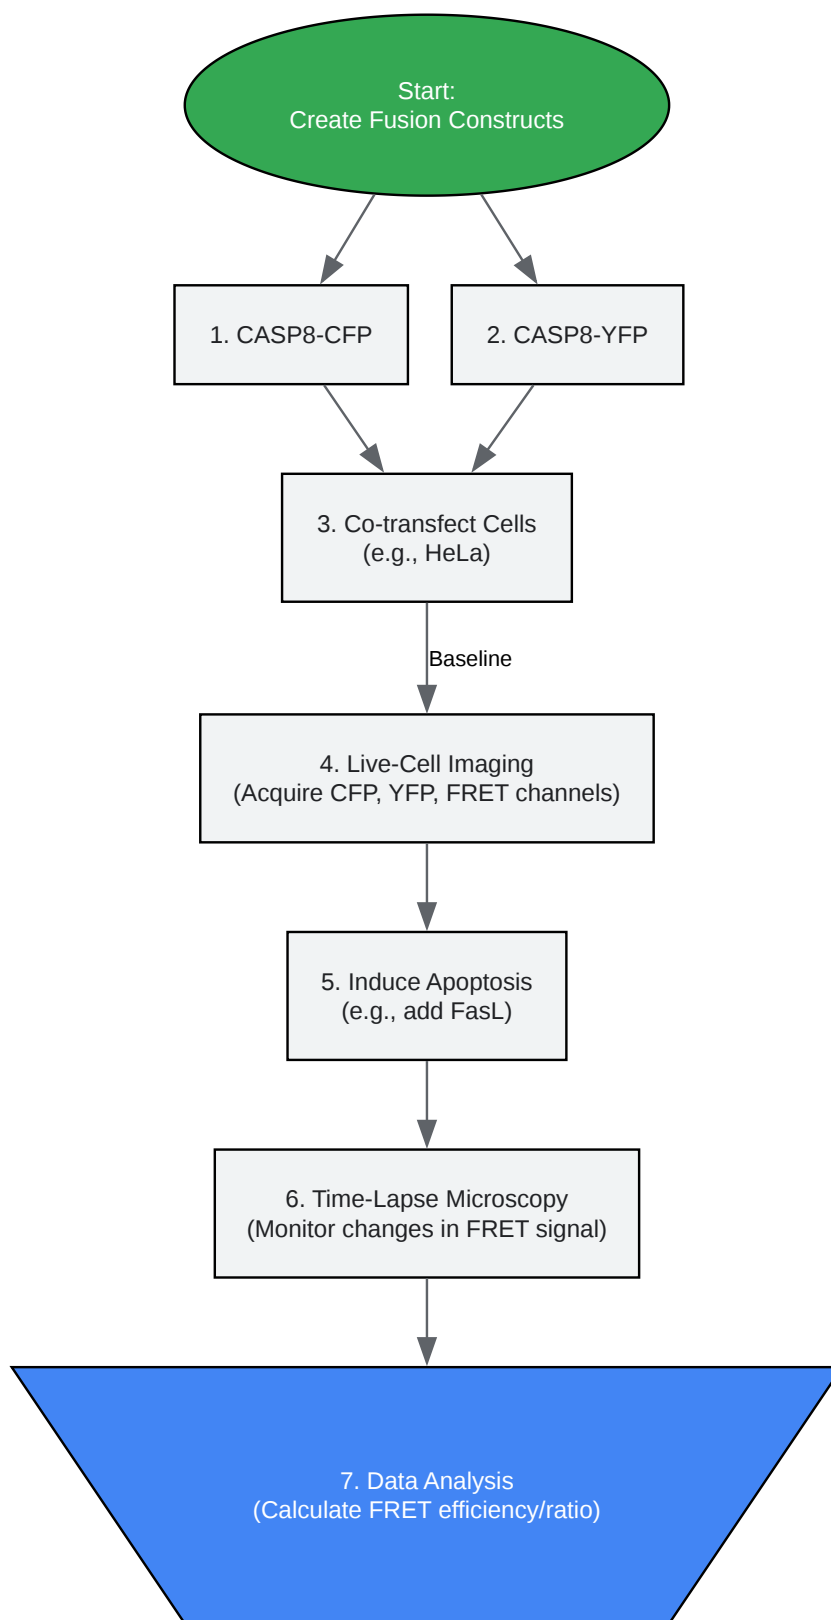 Start:
Create Fusion Constructs
1. CASP8-CFP
2. CASP8-YFP
3. Co-transfect Cells
(e.g., HeLa)
Baseline
4. Live-Cell Imaging
(Acquire CFP, YFP, FRET channels)
5. Induce Apoptosis
(e.g., add FasL)
6. Time-Lapse Microscopy
(Monitor changes in FRET signal)
7. Data Analysis
(Calculate FRET efficiency/ratio)